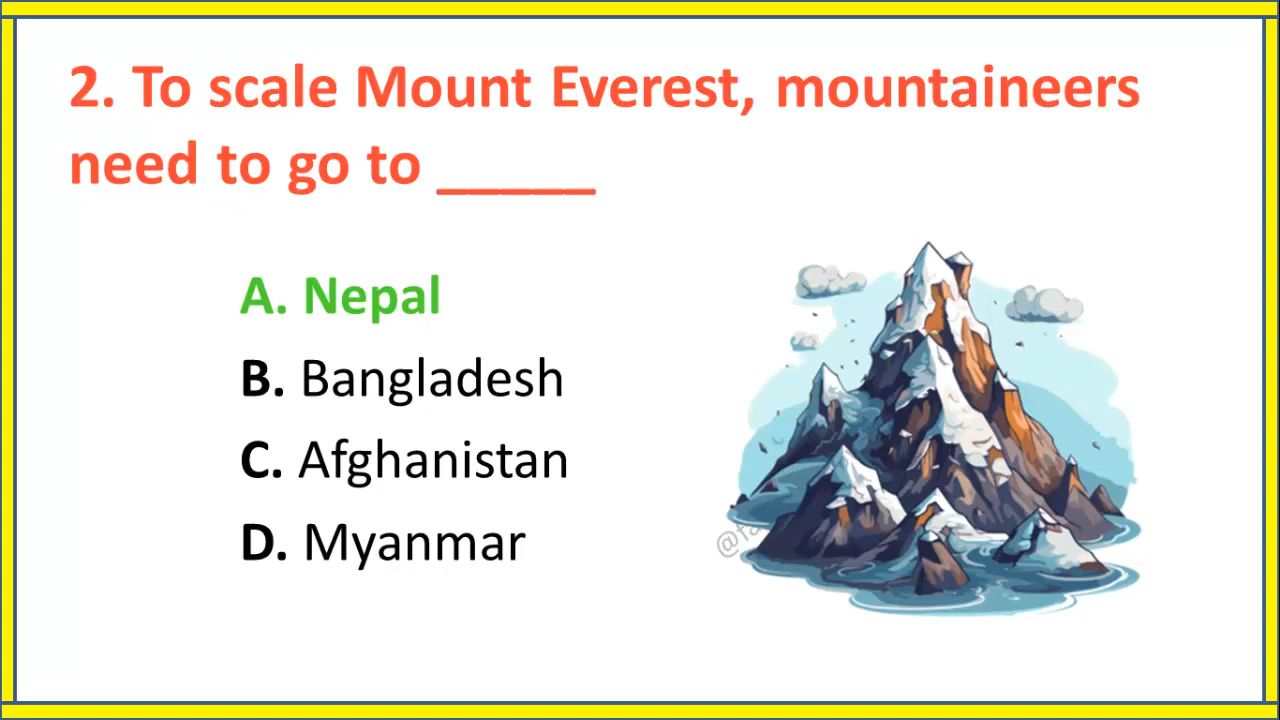 2. To scale Mount Everest, mountaineers
need to go to _____
A. Nepal
B. Bangladesh
C. Afghanistan
D. Myanmar